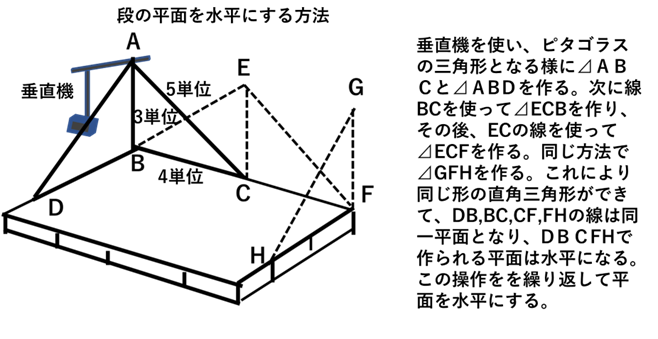 段の平面を水平にする方法
A
垂直機
5単位
3単位
E
G
B
4単位
C
D
F
H
垂直機を使い、ピタゴラス
の三角形となる様に⊿ＡＢ
Ｃと⊿ＡＢＤを作る。次に線
BCを使って⊿ECBを作り、
その後、ECの線を使って
⊿ECFを作る。同じ方法で
⊿GFHを作る。これにより
同じ形の直角三角形ができ
て、DB,BC,CF,FHの線は同
一平面となり、ＤＢＣFHで
作られる平面は水平になる。
この操作をを繰り返して平
面を水平にする。